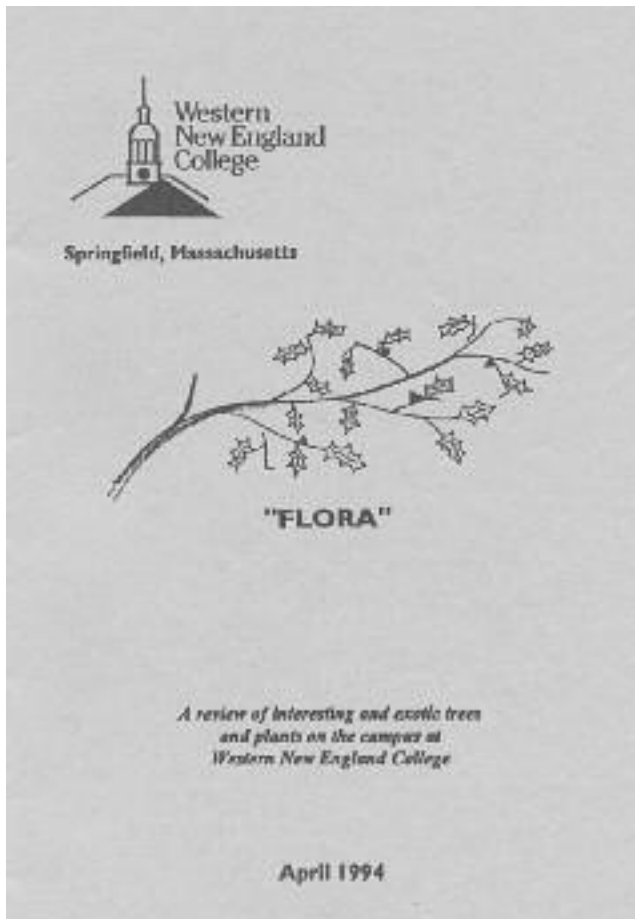 Western
New England
College
Springfield, Massachusetts
"FLORA"
A review of interesting and exotic trees
and plants on the campus at
Western New England College
April 1994